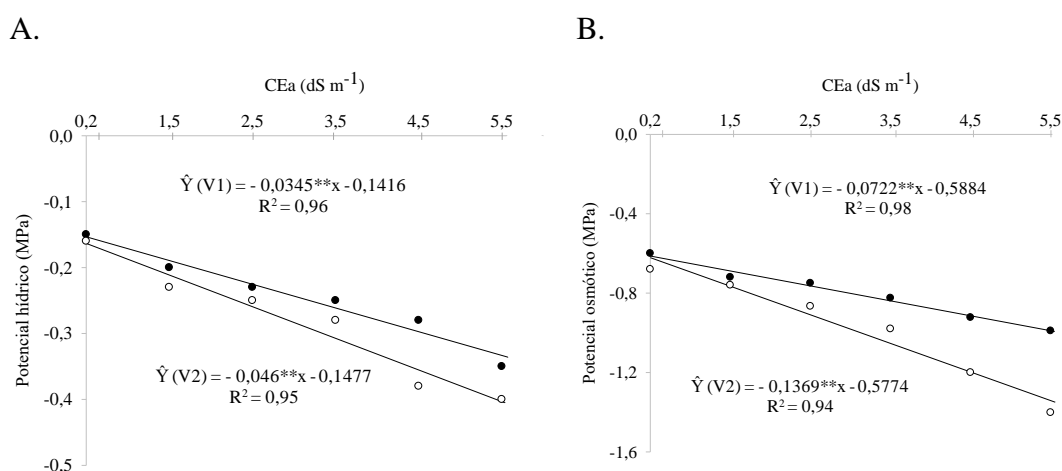 A.
CEa (dS m⁻¹)
0,2 1,5 2,5 3,5 4,5 5,5
0,0
-0,1
-0,2
-0,3
-0,4
-0,5
Potencial hídrico (MPa)
Ŷ (V1) = - 0,0345**x - 0,1416
R² = 0,96
Ŷ (V2) = - 0,046**x - 0,1477
R² = 0,95
B.
CEa (dS m⁻¹)
0,2 1,5 2,5 3,5 4,5 5,5
0,0
-0,4
-0,8
-1,2
-1,6
Potencial osmótico (MPa)
Ŷ (V1) = - 0,0722**x - 0,5884
R² = 0,98
Ŷ (V2) = - 0,1369**x - 0,5774
R² = 0,94